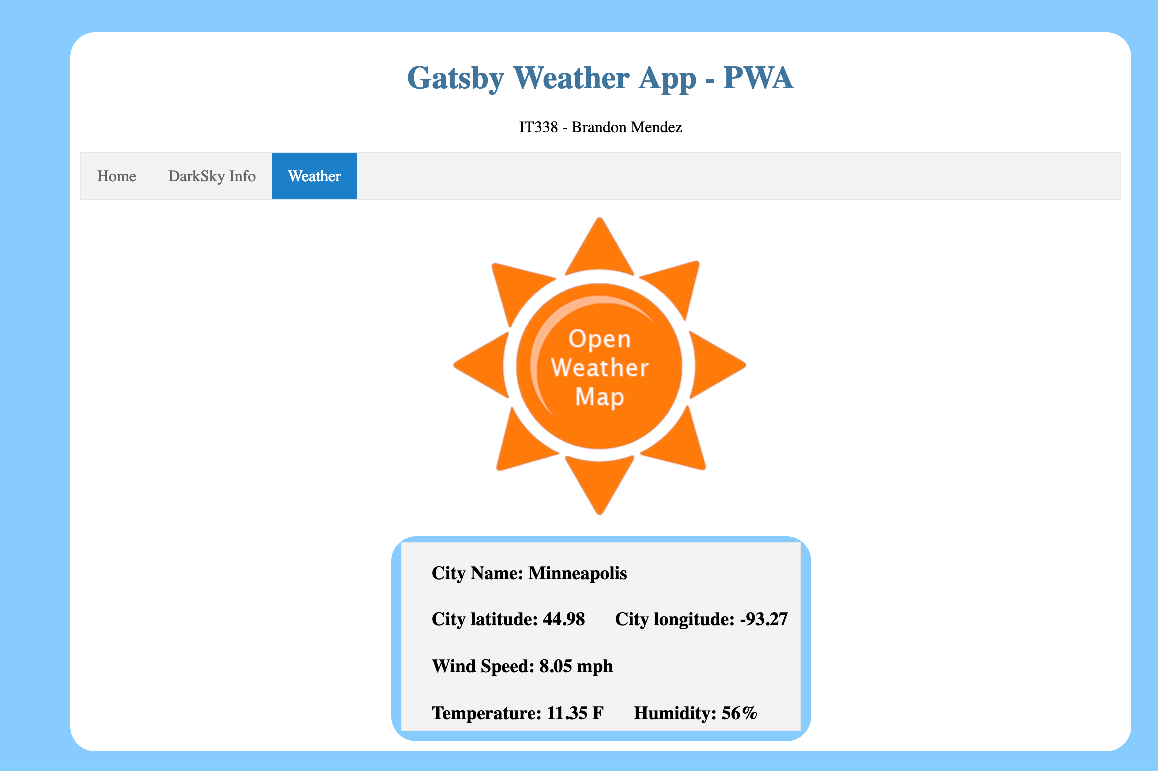 Gatsby Weather App - PWA
IT338 - Brandon Mendez
Home DarkSky Info Weather
Open
Weather
Map
City Name: Minneapolis
City latitude: 44.98 City longitude: -93.27
Wind Speed: 8.05 mph
Temperature: 11.35 F Humidity: 56%